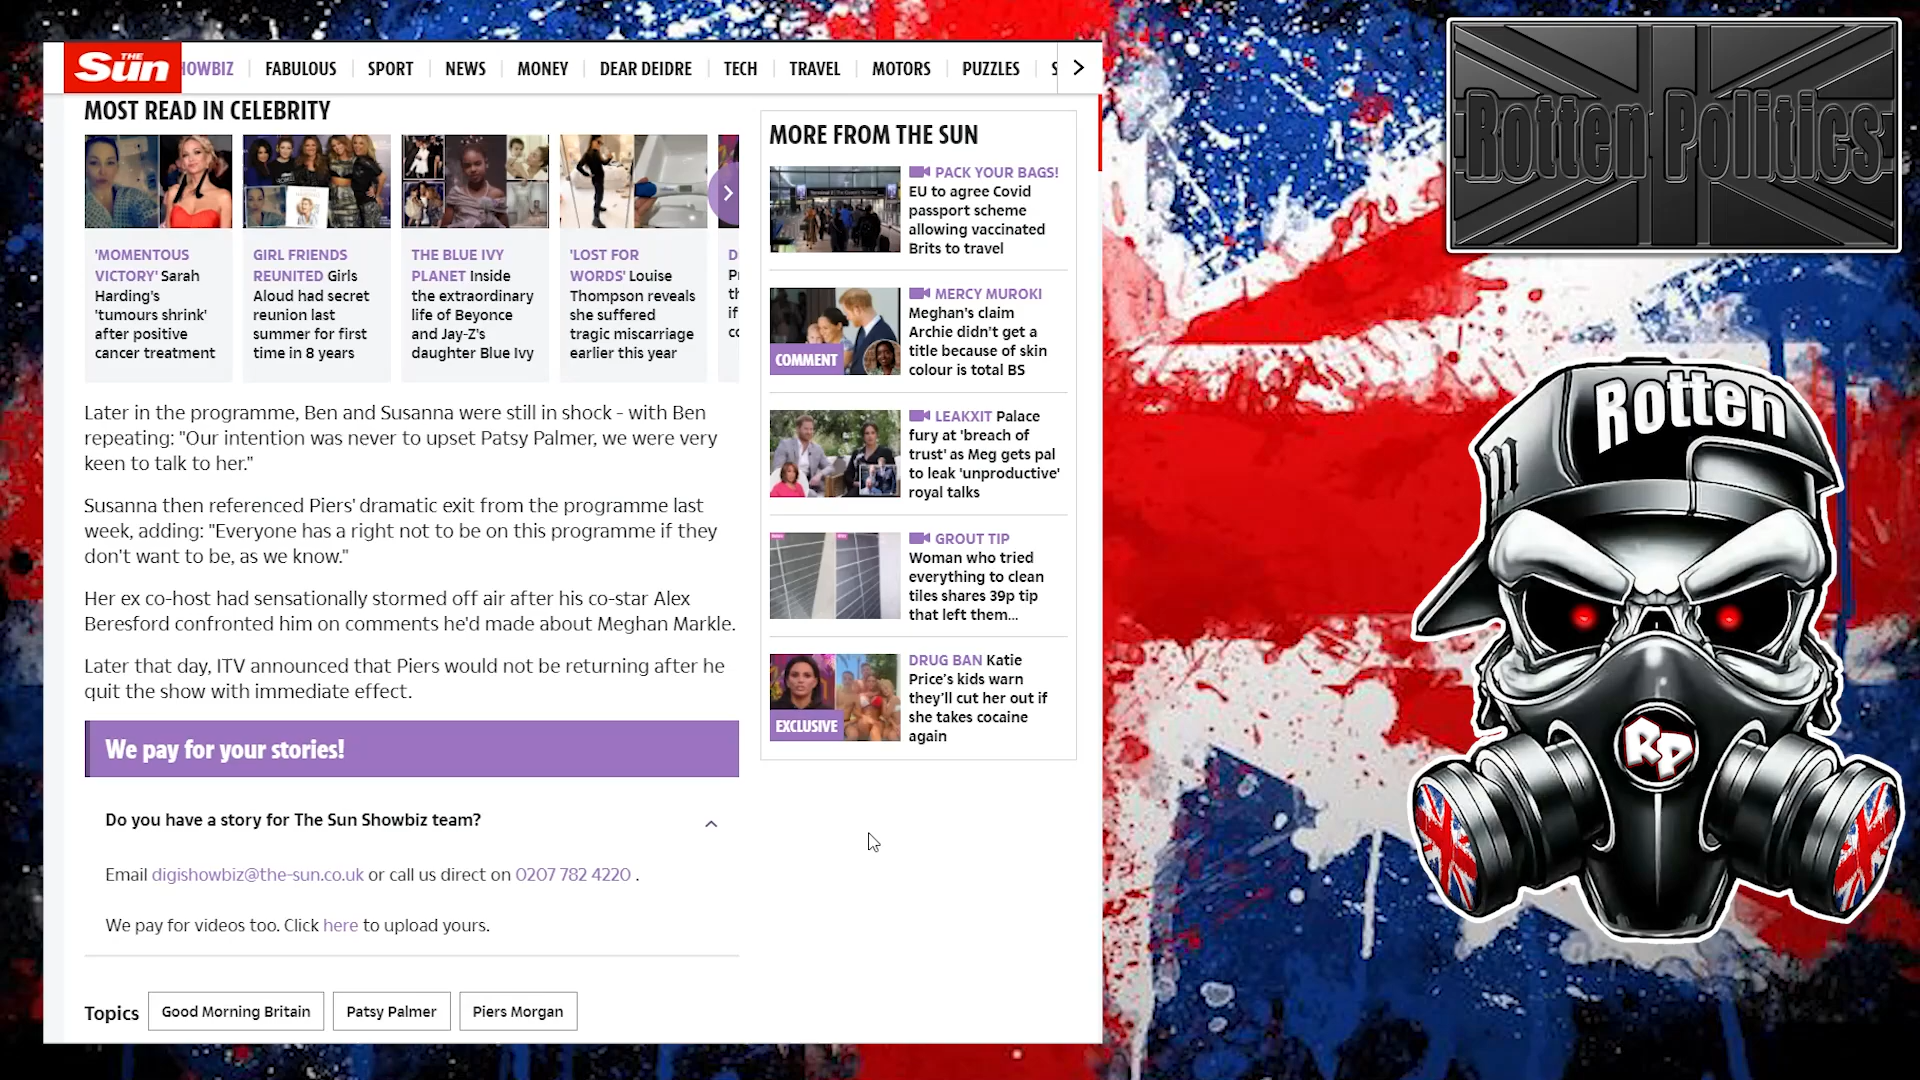 THE
Sun
HOWBIZ
FABULOUS
SPORT
NEWS
MONEY
DEAR DEIDRE
TECH
TRAVEL
MOTORS
PUZZLES
S
MOST READ IN CELEBRITY
'MOMENTOUS
VICTORY' Sarah
Harding's
'tumours shrink'
after positive
cancer treatment
GIRL FRIENDS
REUNITED Girls
Aloud had secret
reunion last
summer for first
time in 8 years
THE BLUE IVY
PLANET Inside
the extraordinary
life of Beyonce
and Jay-Z's
daughter Blue Ivy
'LOST FOR
WORDS' Louise
Thompson reveals
she suffered
tragic miscarriage
earlier this year
Later in the programme, Ben and Susanna were still in shock - with Ben
repeating: "Our intention was never to upset Patsy Palmer, we were very
keen to talk to her."
Susanna then referenced Piers' dramatic exit from the programme last
week, adding: "Everyone has a right not to be on this programme if they
don't want to be, as we know."
Her ex co-host had sensationally stormed off air after his co-star Alex
Beresford confronted him on comments he'd made about Meghan Markle.
Later that day, ITV announced that Piers would not be returning after he
quit the show with immediate effect.
We pay for your stories!
Do you have a story for The Sun Showbiz team?
Email digishowbiz@the-sun.co.uk or call us direct on 0207 782 4220 .
We pay for videos too. Click here to upload yours.
Topics
Good Morning Britain
Patsy Palmer
Piers Morgan
MORE FROM THE SUN
PACK YOUR BAGS!
EU to agree Covid
passport scheme
allowing vaccinated
Brits to travel
COMMENT
MERCY MUROKI
Meghan's claim
Archie didn't get a
title because of skin
colour is total BS
LEAKXIT Palace
fury at 'breach of
trust' as Meg gets pal
to leak 'unproductive'
royal talks
GROUT TIP
Woman who tried
everything to clean
tiles shares 39p tip
that left them...
EXCLUSIVE
DRUG BAN Katie
Price's kids warn
they'll cut her out if
she takes cocaine
again
Rotten Politics
Rotten
RP